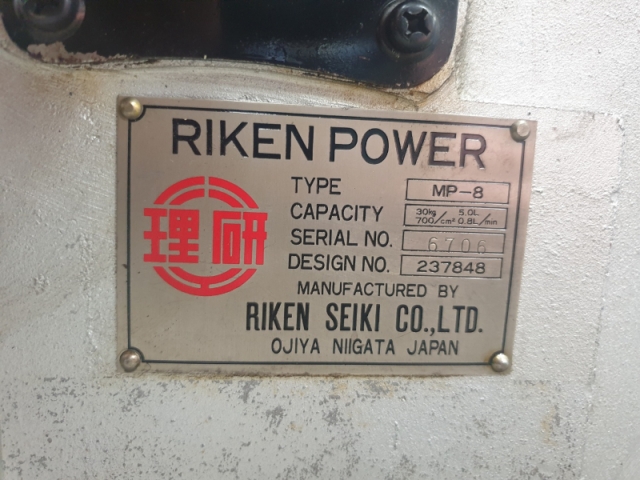 RIKEN POWER
理研
TYPE MP-8
CAPACITY 30kg 5.0L
700/cm² 0.8L/min
SERIAL NO. 6706
DESIGN NO. 237848
MANUFACTURED BY
RIKEN SEIKI CO.,LTD.
OJIYA NIIGATA JAPAN